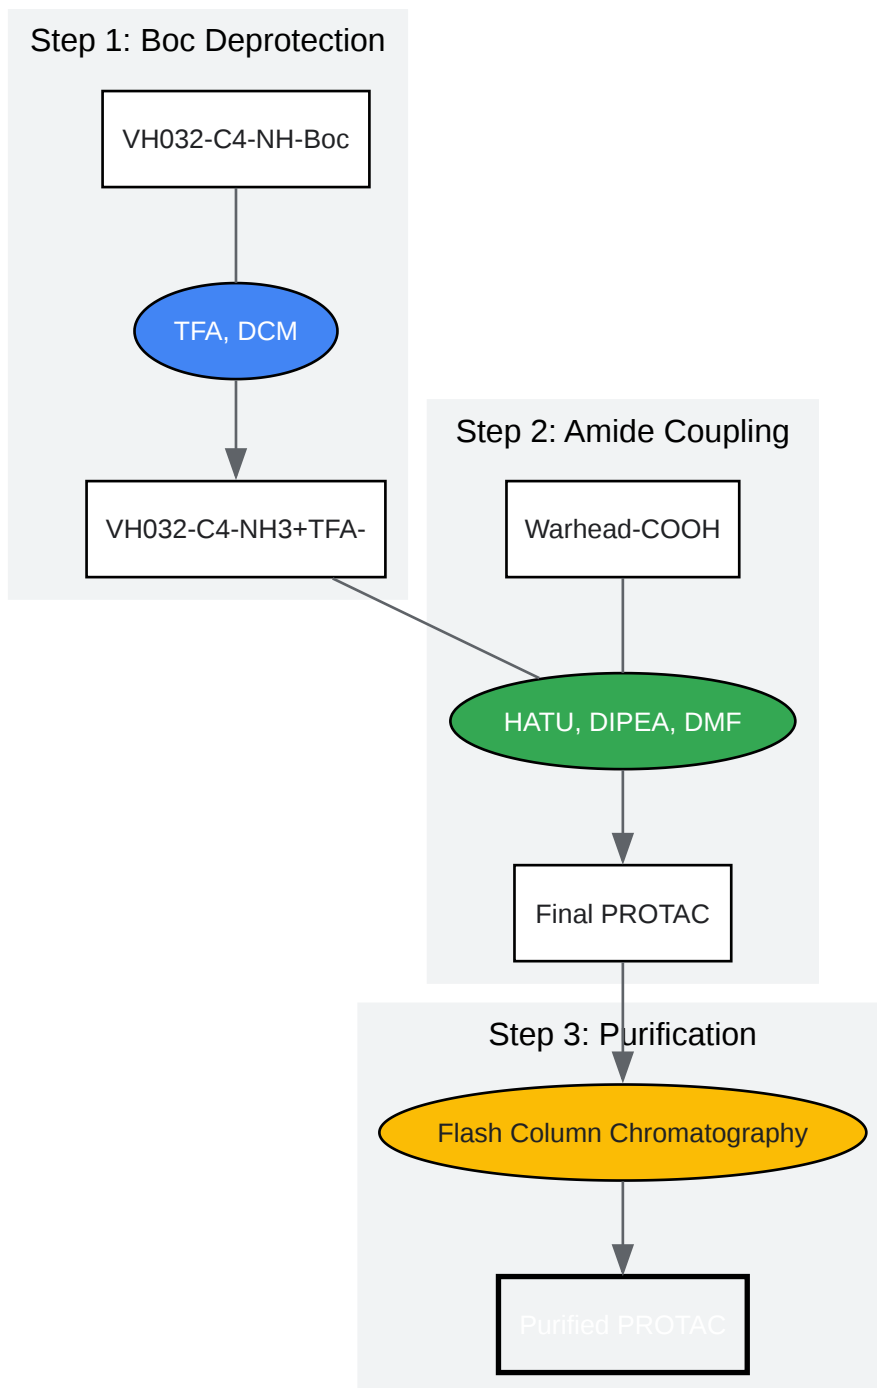 Step 1: Boc Deprotection
VH032-C4-NH-Boc
TFA, DCM
VH032-C4-NH3+TFA-
Step 2: Amide Coupling
Warhead-COOH
HATU, DIPEA, DMF
Final PROTAC
Step 3: Purification
Flash Column Chromatography
Purified PROTAC